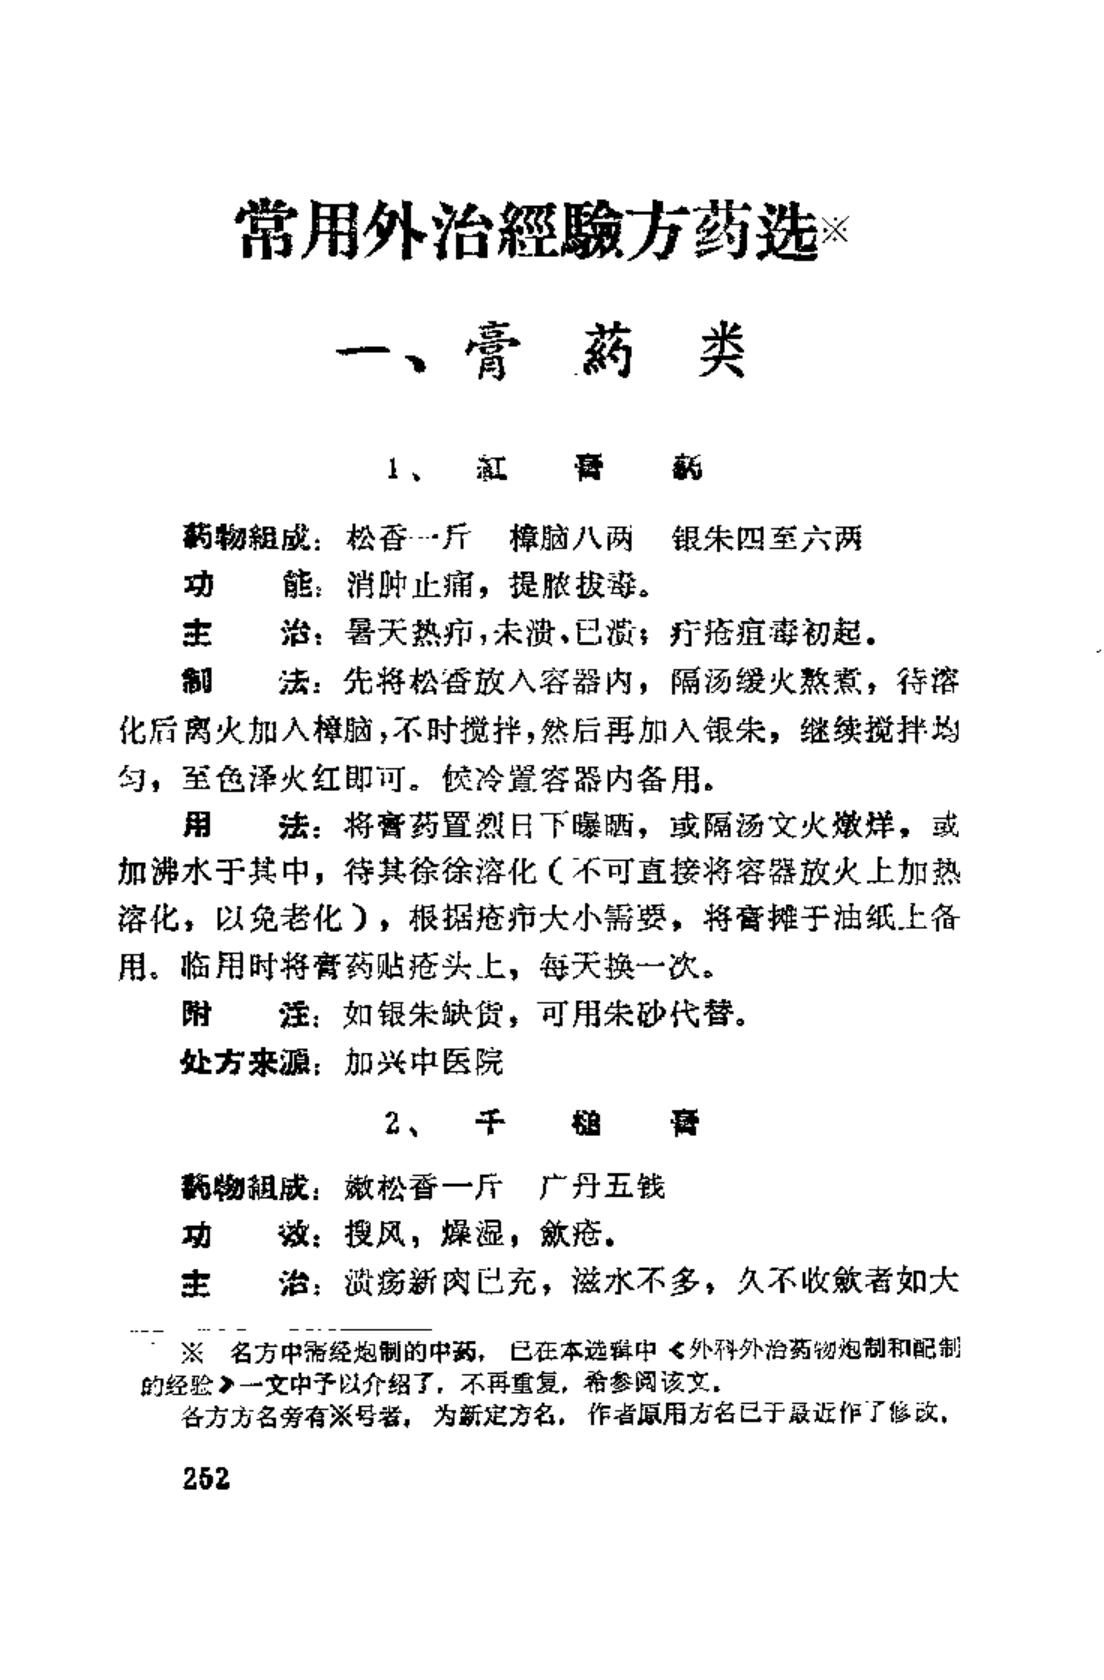 常用外治經驗方药选※
一、膏 药 类
1、 紅 膏 药
药物組成：松香一斤 樟脑八两 银朱四至六两
功 能：消肿止痛，提脓拔毒。
主 治：暑天热疖，未溃、已溃；疔疮疽毒初起。
制 法：先将松香放入容器内，隔汤缓火熬煮，待溶
化后离火加入樟脑，不时搅拌，然后再加入银朱，继续搅拌均
匀，至色泽火红即可。候冷置容器内备用。
用 法：将膏药置烈日下曝晒，或隔汤文火燉烊，或
加沸水于其中，待其徐徐溶化（不可直接将容器放火上加热
溶化，以免老化），根据疮疖大小需要，将膏摊于油纸上备
用。临用时将膏药贴疮头上，每天换一次。
附 注：如银朱缺货，可用朱砂代替。
处方来源：加兴中医院
2、 千 槌 膏
药物組成：嫩松香一斤 广丹五钱
功 效：搜风，燥湿，歛疮。
主 治：溃疡新肉已充，滋水不多，久不收歛者如大
※ 名方中需经炮制的中药，已在本选辑中《外科外治药物炮制和配制
的经验》一文中予以介绍了，不再重复，希参阅该文。
各方方名旁有※号者，为新定方名，作者原用方名已于最近作了修改。
252